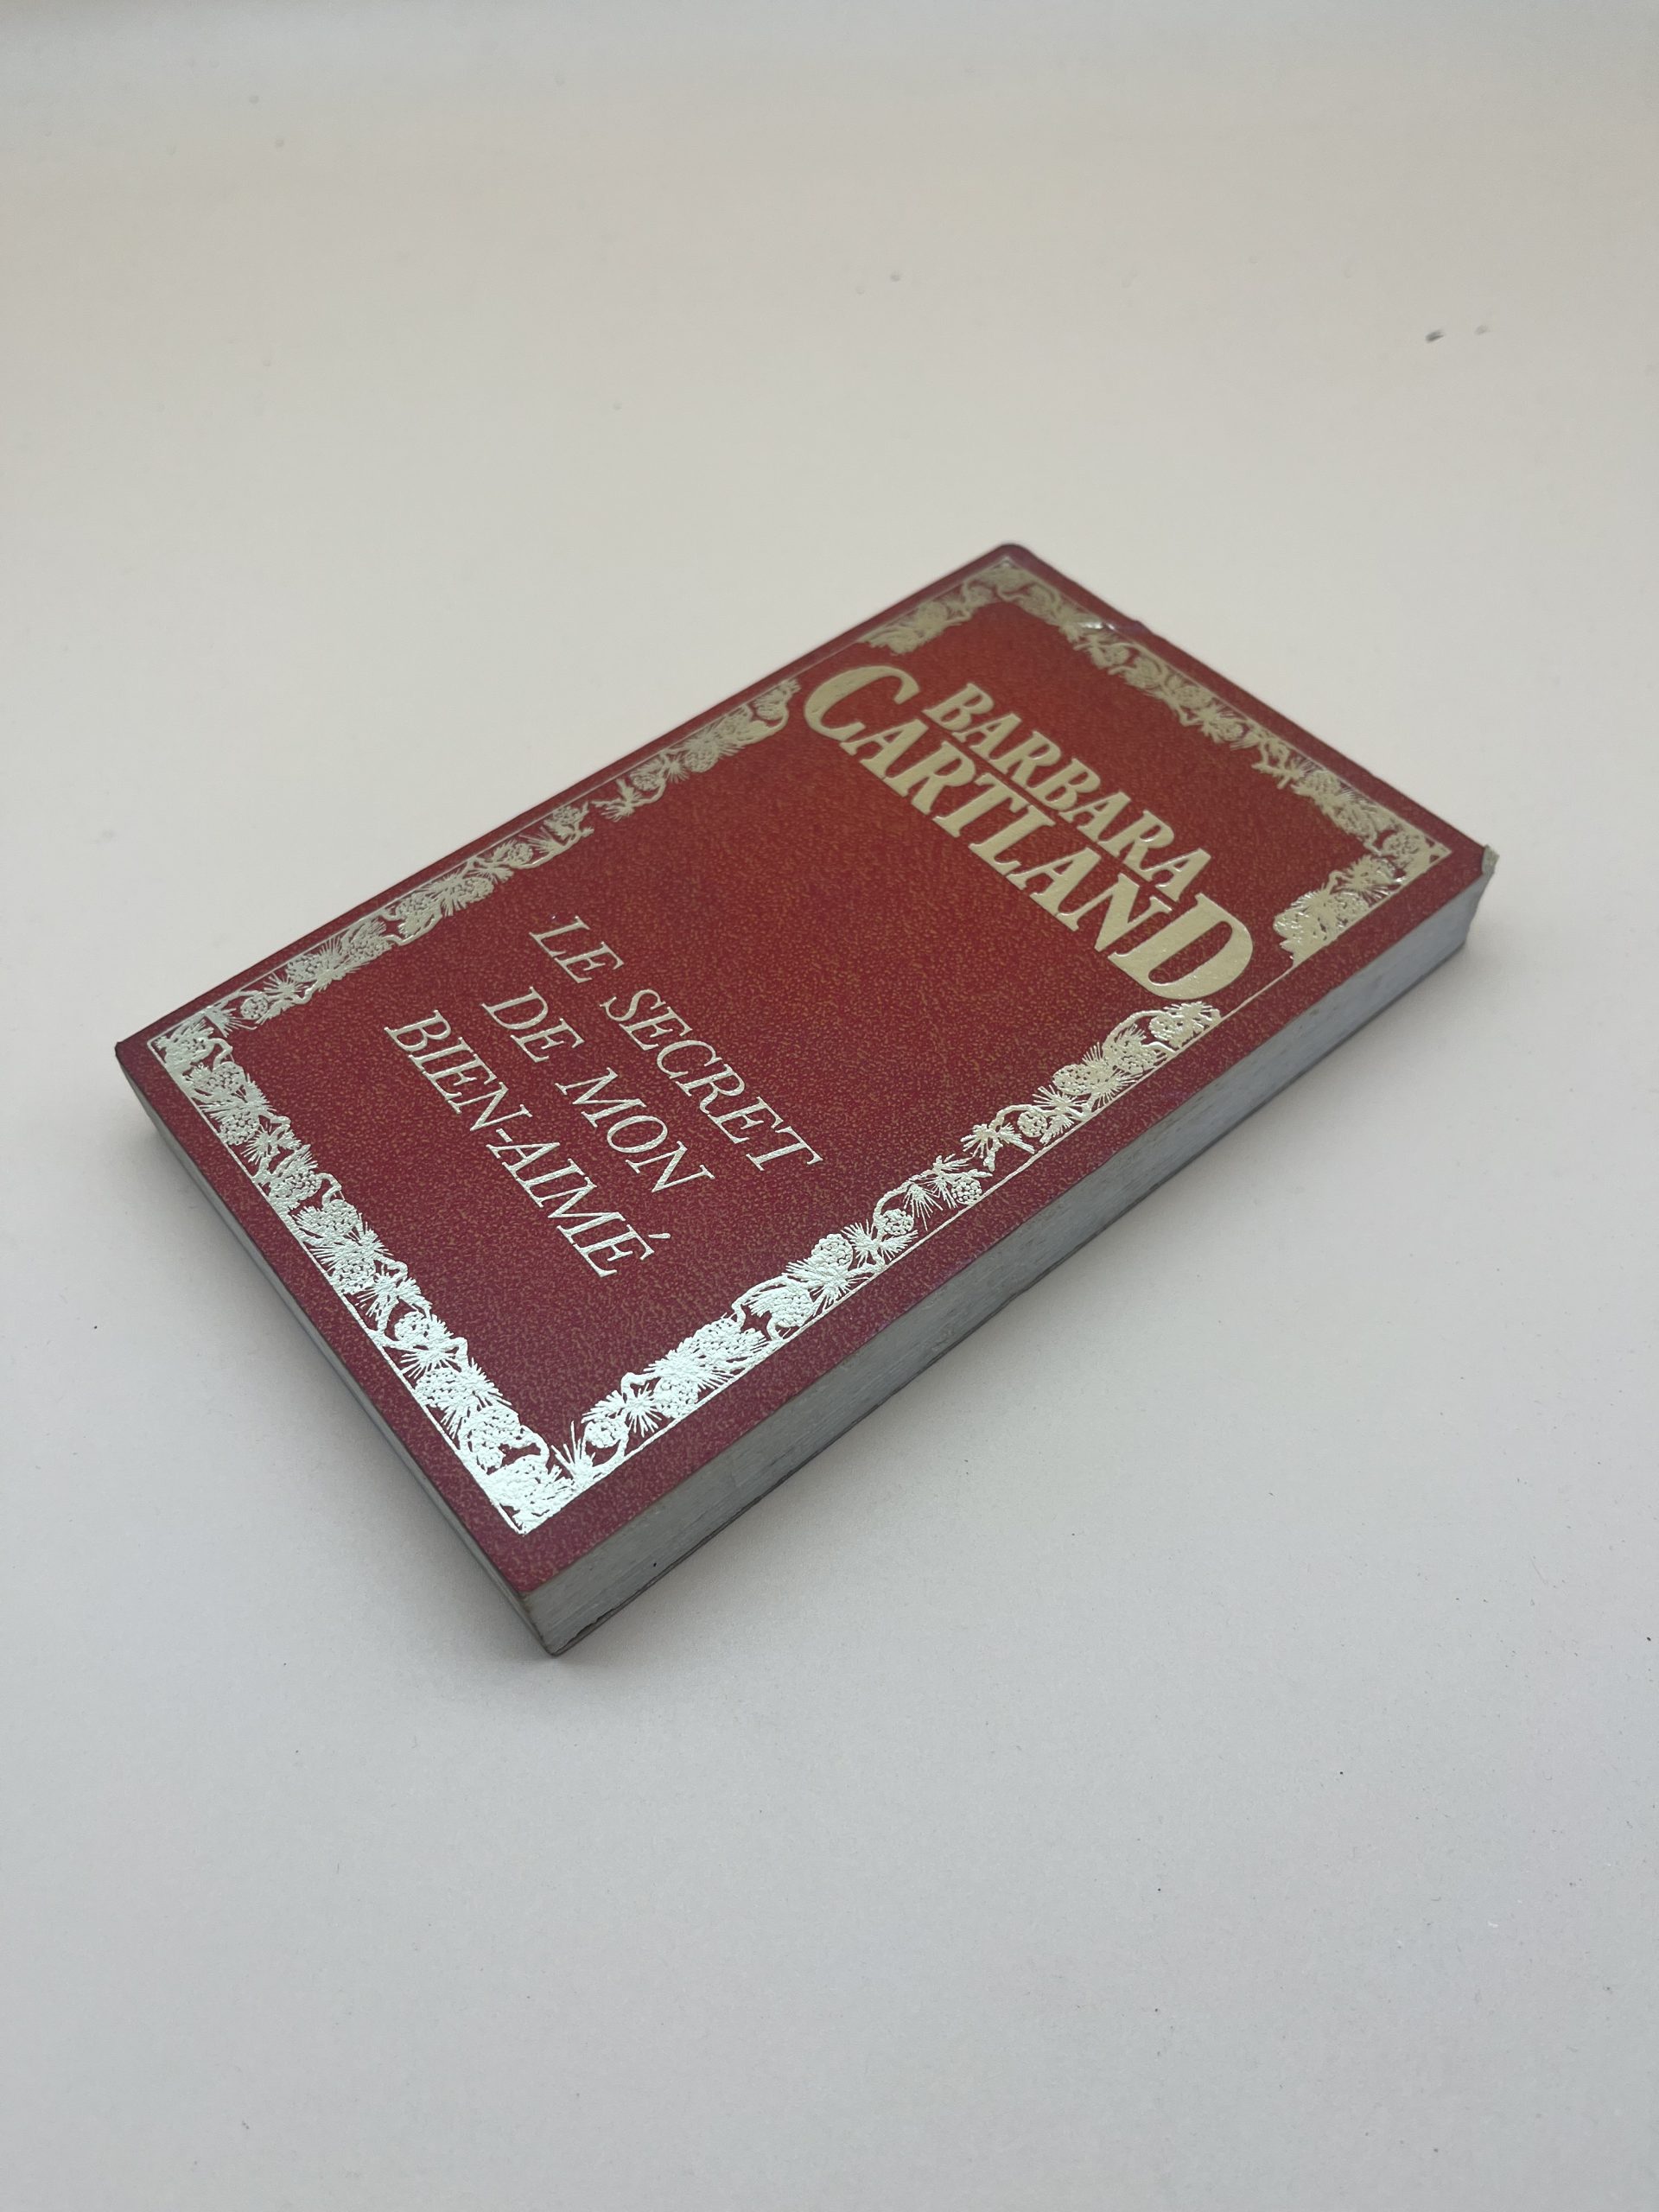 BARBARA
CARTLAND
LE SECRET
DE MON
BIEN-AIMÉ